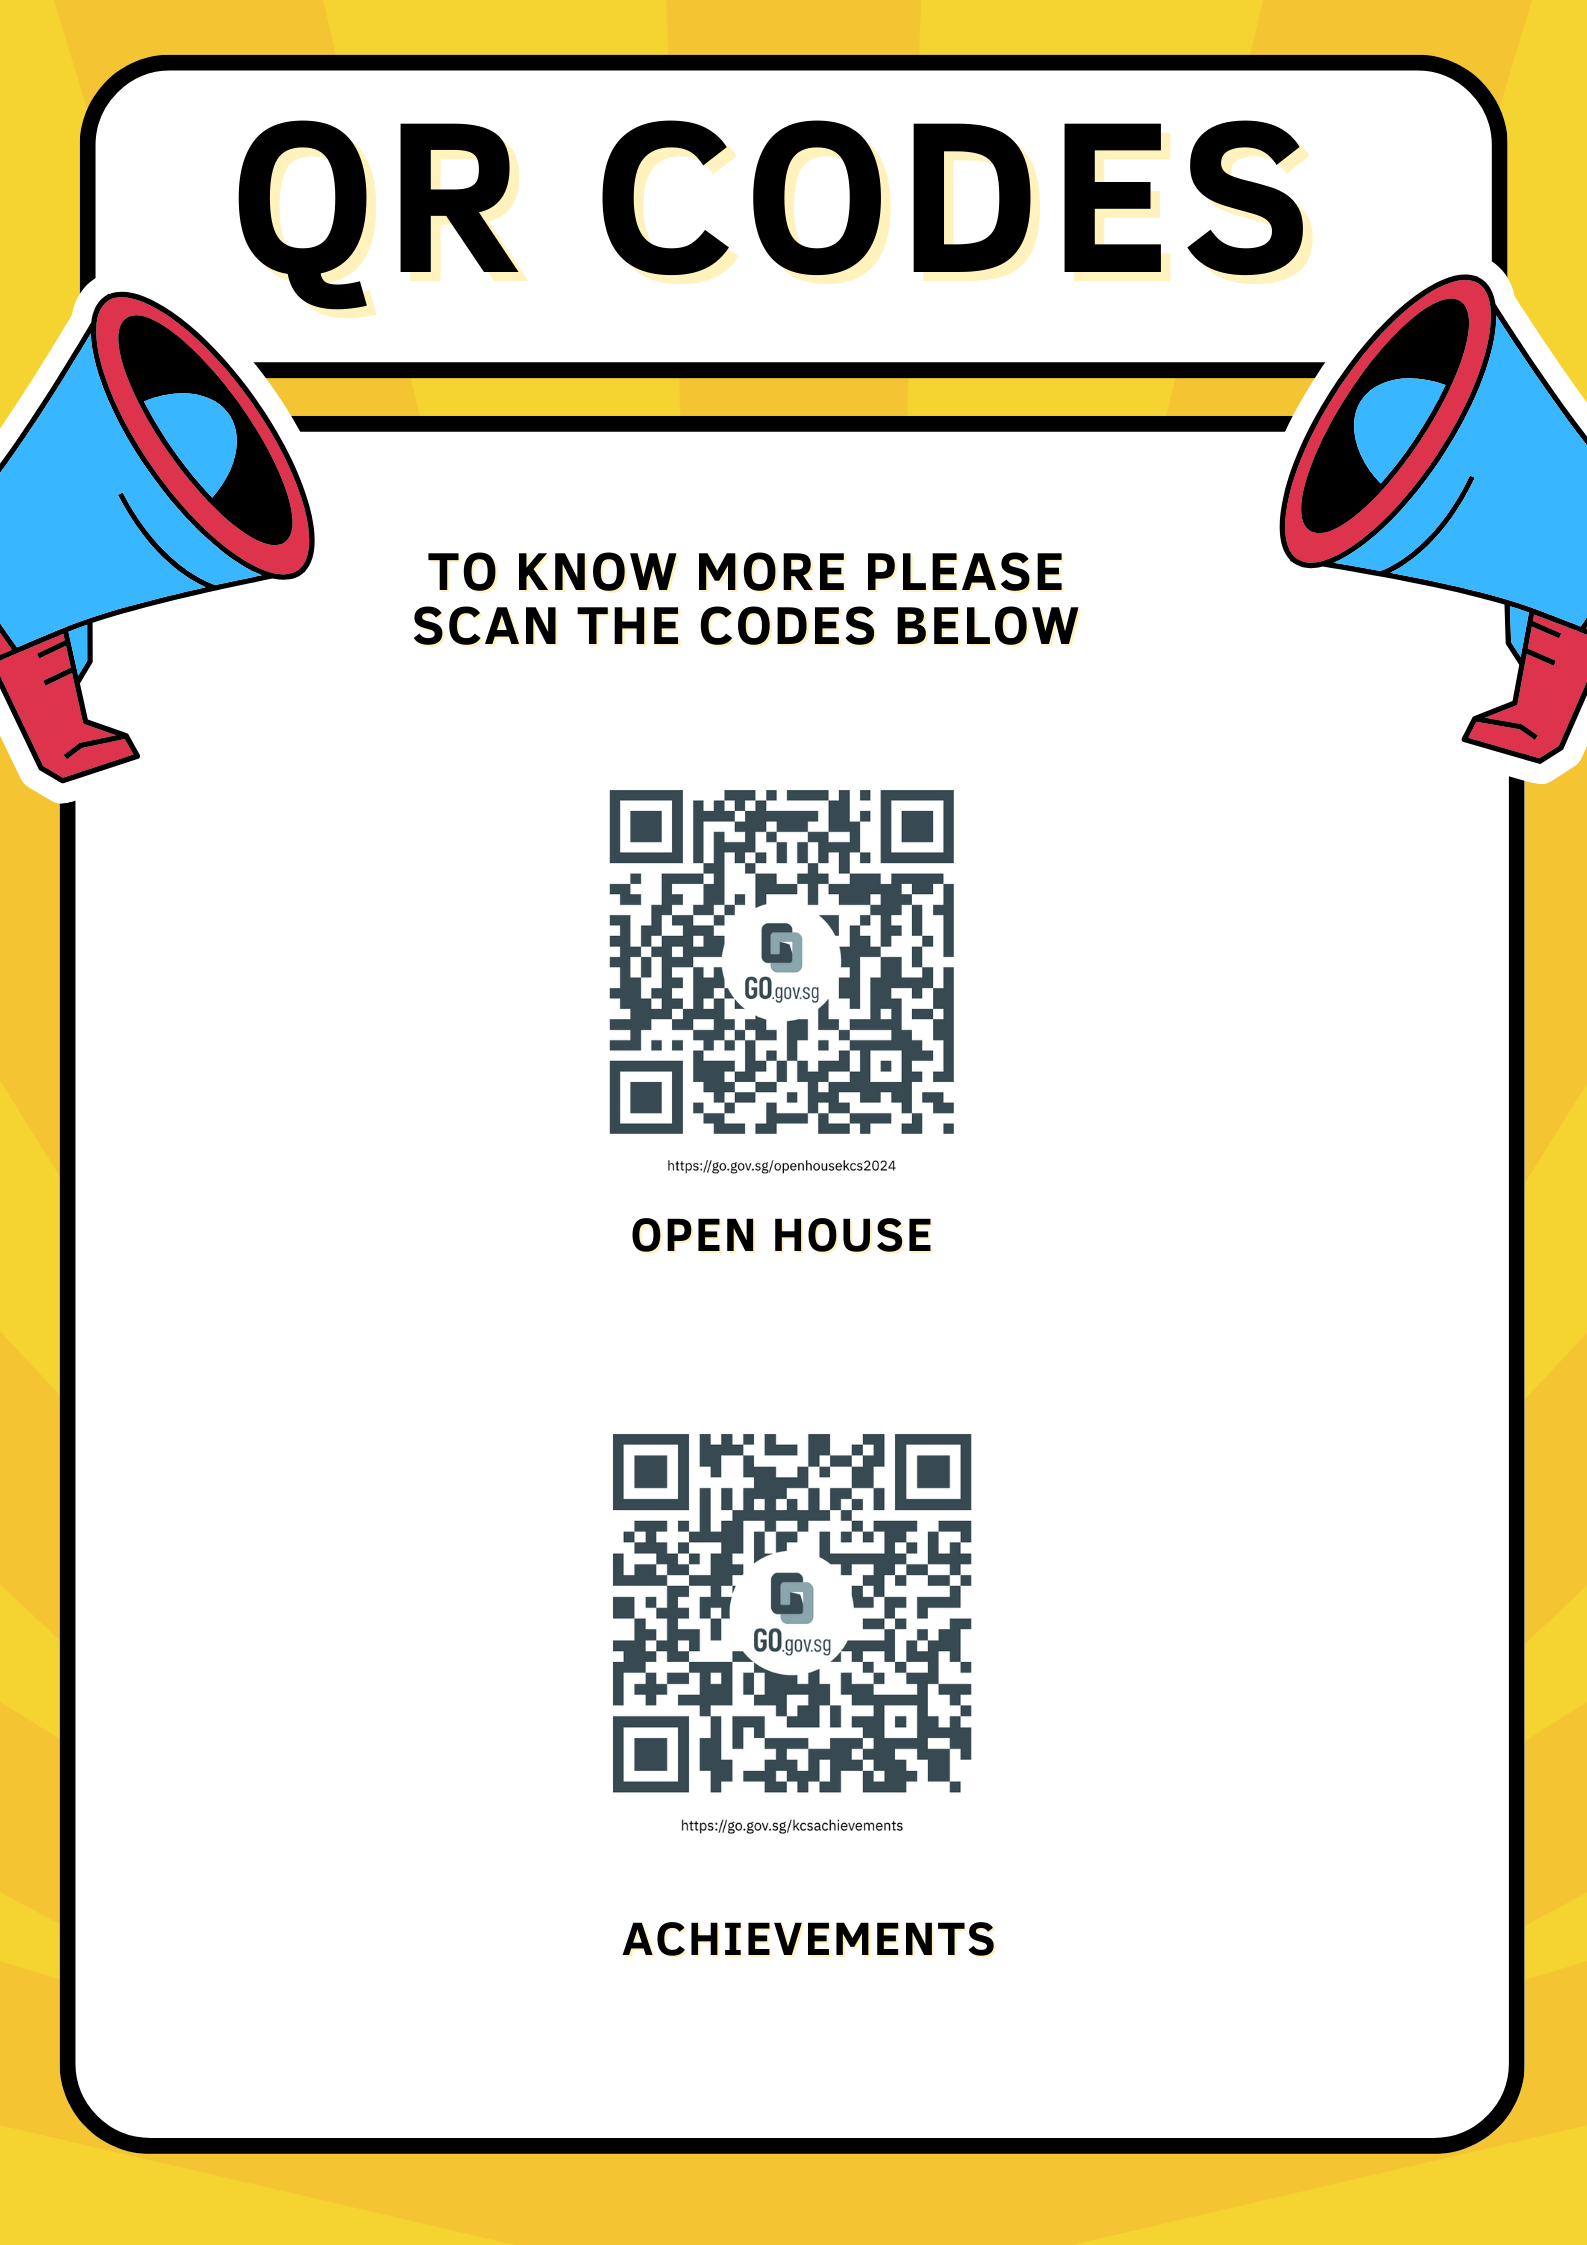 QR CODES
TO KNOW MORE PLEASE
SCAN THE CODES BELOW
GO.gov.sg
https://go.gov.sg/openhousekcs2024
OPEN HOUSE
GO.gov.sg
https://go.gov.sg/kcsachievements
ACHIEVEMENTS